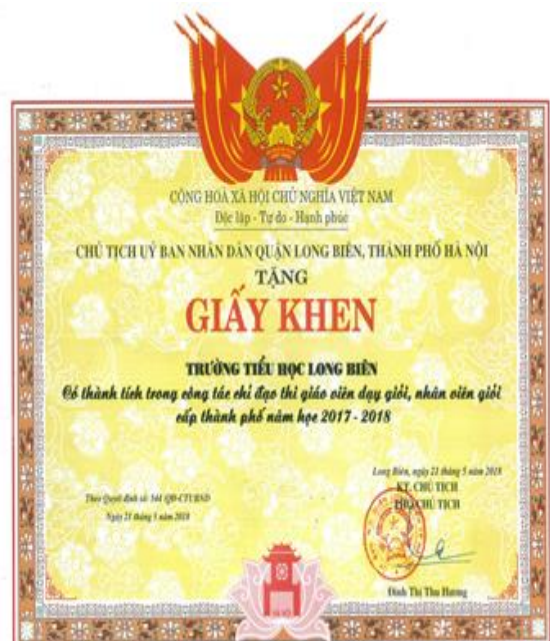 CỘNG HOÀ XÃ HỘI CHỦ NGHĨA VIỆT NAM
Độc lập - Tự do - Hạnh phúc
CHỦ TỊCH UỶ BAN NHÂN DÂN QUẬN LONG BIÊN, THÀNH PHỐ HÀ NỘI
TẶNG
GIẤY KHEN
TRƯỜNG TIỂU HỌC LONG BIÊN
Có thành tích trong công tác chỉ đạo thi giáo viên dạy giỏi, nhân viên giỏi
cấp thành phố năm học 2017 - 2018
Long Biên, ngày 21 tháng 5 năm 2018
KT. CHỦ TỊCH
PHÓ CHỦ TỊCH
Theo Quyết định số: /QĐ-CTUBND
Ngày 21 tháng 5 năm 2018
Đinh Thị Thu Hương
HÀ NỘI